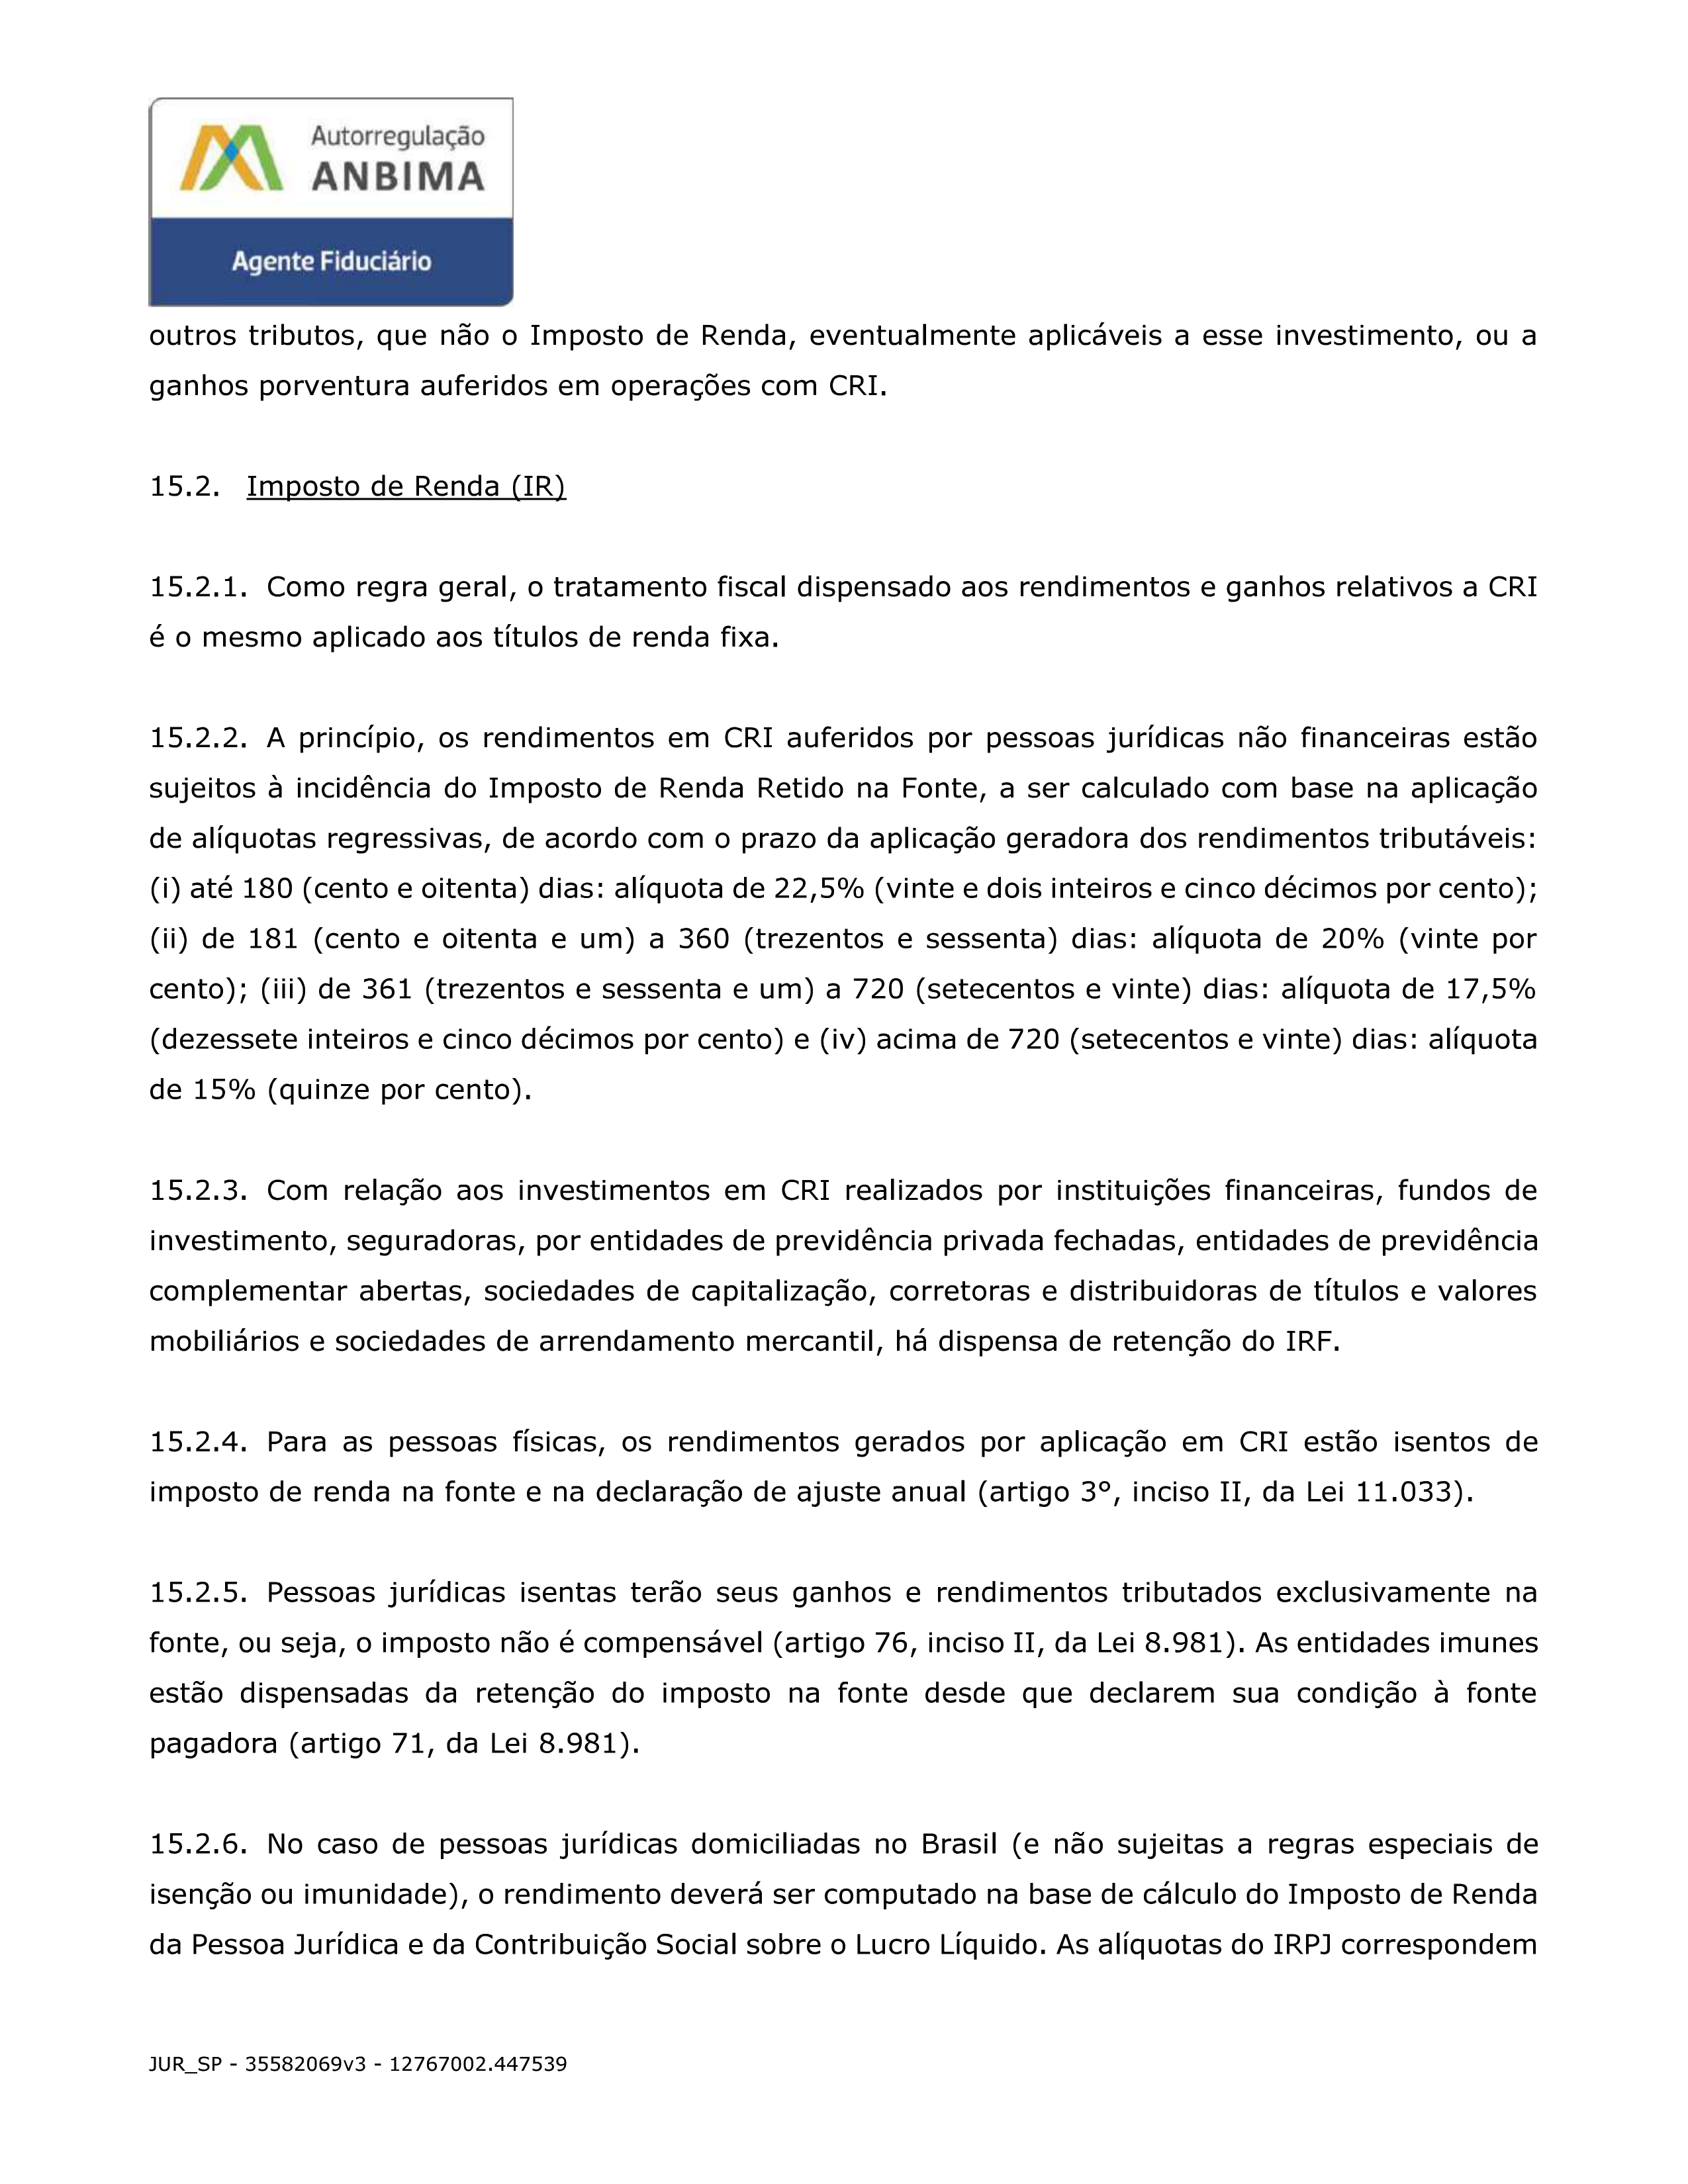 Autorregulação
ANBIMA
Agente Fiduciário
outros tributos, que não o Imposto de Renda, eventualmente aplicáveis a esse investimento, ou a
ganhos porventura auferidos em operações com CRI.
15.2. Imposto de Renda (IR)
15.2.1. Como regra geral, o tratamento fiscal dispensado aos rendimentos e ganhos relativos a CRI
é o mesmo aplicado aos títulos de renda fixa.
15.2.2. A princípio, os rendimentos em CRI auferidos por pessoas jurídicas não financeiras estão
sujeitos à incidência do Imposto de Renda Retido na Fonte, a ser calculado com base na aplicação
de alíquotas regressivas, de acordo com o prazo da aplicação geradora dos rendimentos tributáveis:
(i) até 180 (cento e oitenta) dias: alíquota de 22,5% (vinte e dois inteiros e cinco décimos por cento);
(ii) de 181 (cento e oitenta e um) a 360 (trezentos e sessenta) dias: alíquota de 20% (vinte por
cento); (iii) de 361 (trezentos e sessenta e um) a 720 (setecentos e vinte) dias: alíquota de 17,5%
(dezessete inteiros e cinco décimos por cento) e (iv) acima de 720 (setecentos e vinte) dias: alíquota
de 15% (quinze por cento).
15.2.3. Com relação aos investimentos em CRI realizados por instituições financeiras, fundos de
investimento, seguradoras, por entidades de previdência privada fechadas, entidades de previdência
complementar abertas, sociedades de capitalização, corretoras e distribuidoras de títulos e valores
mobiliários e sociedades de arrendamento mercantil, há dispensa de retenção do IRF.
15.2.4. Para as pessoas físicas, os rendimentos gerados por aplicação em CRI estão isentos de
imposto de renda na fonte e na declaração de ajuste anual (artigo 3º, inciso II, da Lei 11.033).
15.2.5. Pessoas jurídicas isentas terão seus ganhos e rendimentos tributados exclusivamente na
fonte, ou seja, o imposto não é compensável (artigo 76, inciso II, da Lei 8.981). As entidades imunes
estão dispensadas da retenção do imposto na fonte desde que declarem sua condição à fonte
pagadora (artigo 71, da Lei 8.981).
15.2.6. No caso de pessoas jurídicas domiciliadas no Brasil (e não sujeitas a regras especiais de
isenção ou imunidade), o rendimento deverá ser computado na base de cálculo do Imposto de Renda
da Pessoa Jurídica e da Contribuição Social sobre o Lucro Líquido. As alíquotas do IRPJ correspondem
JUR_SP - 35582069v3 - 12767002.447539